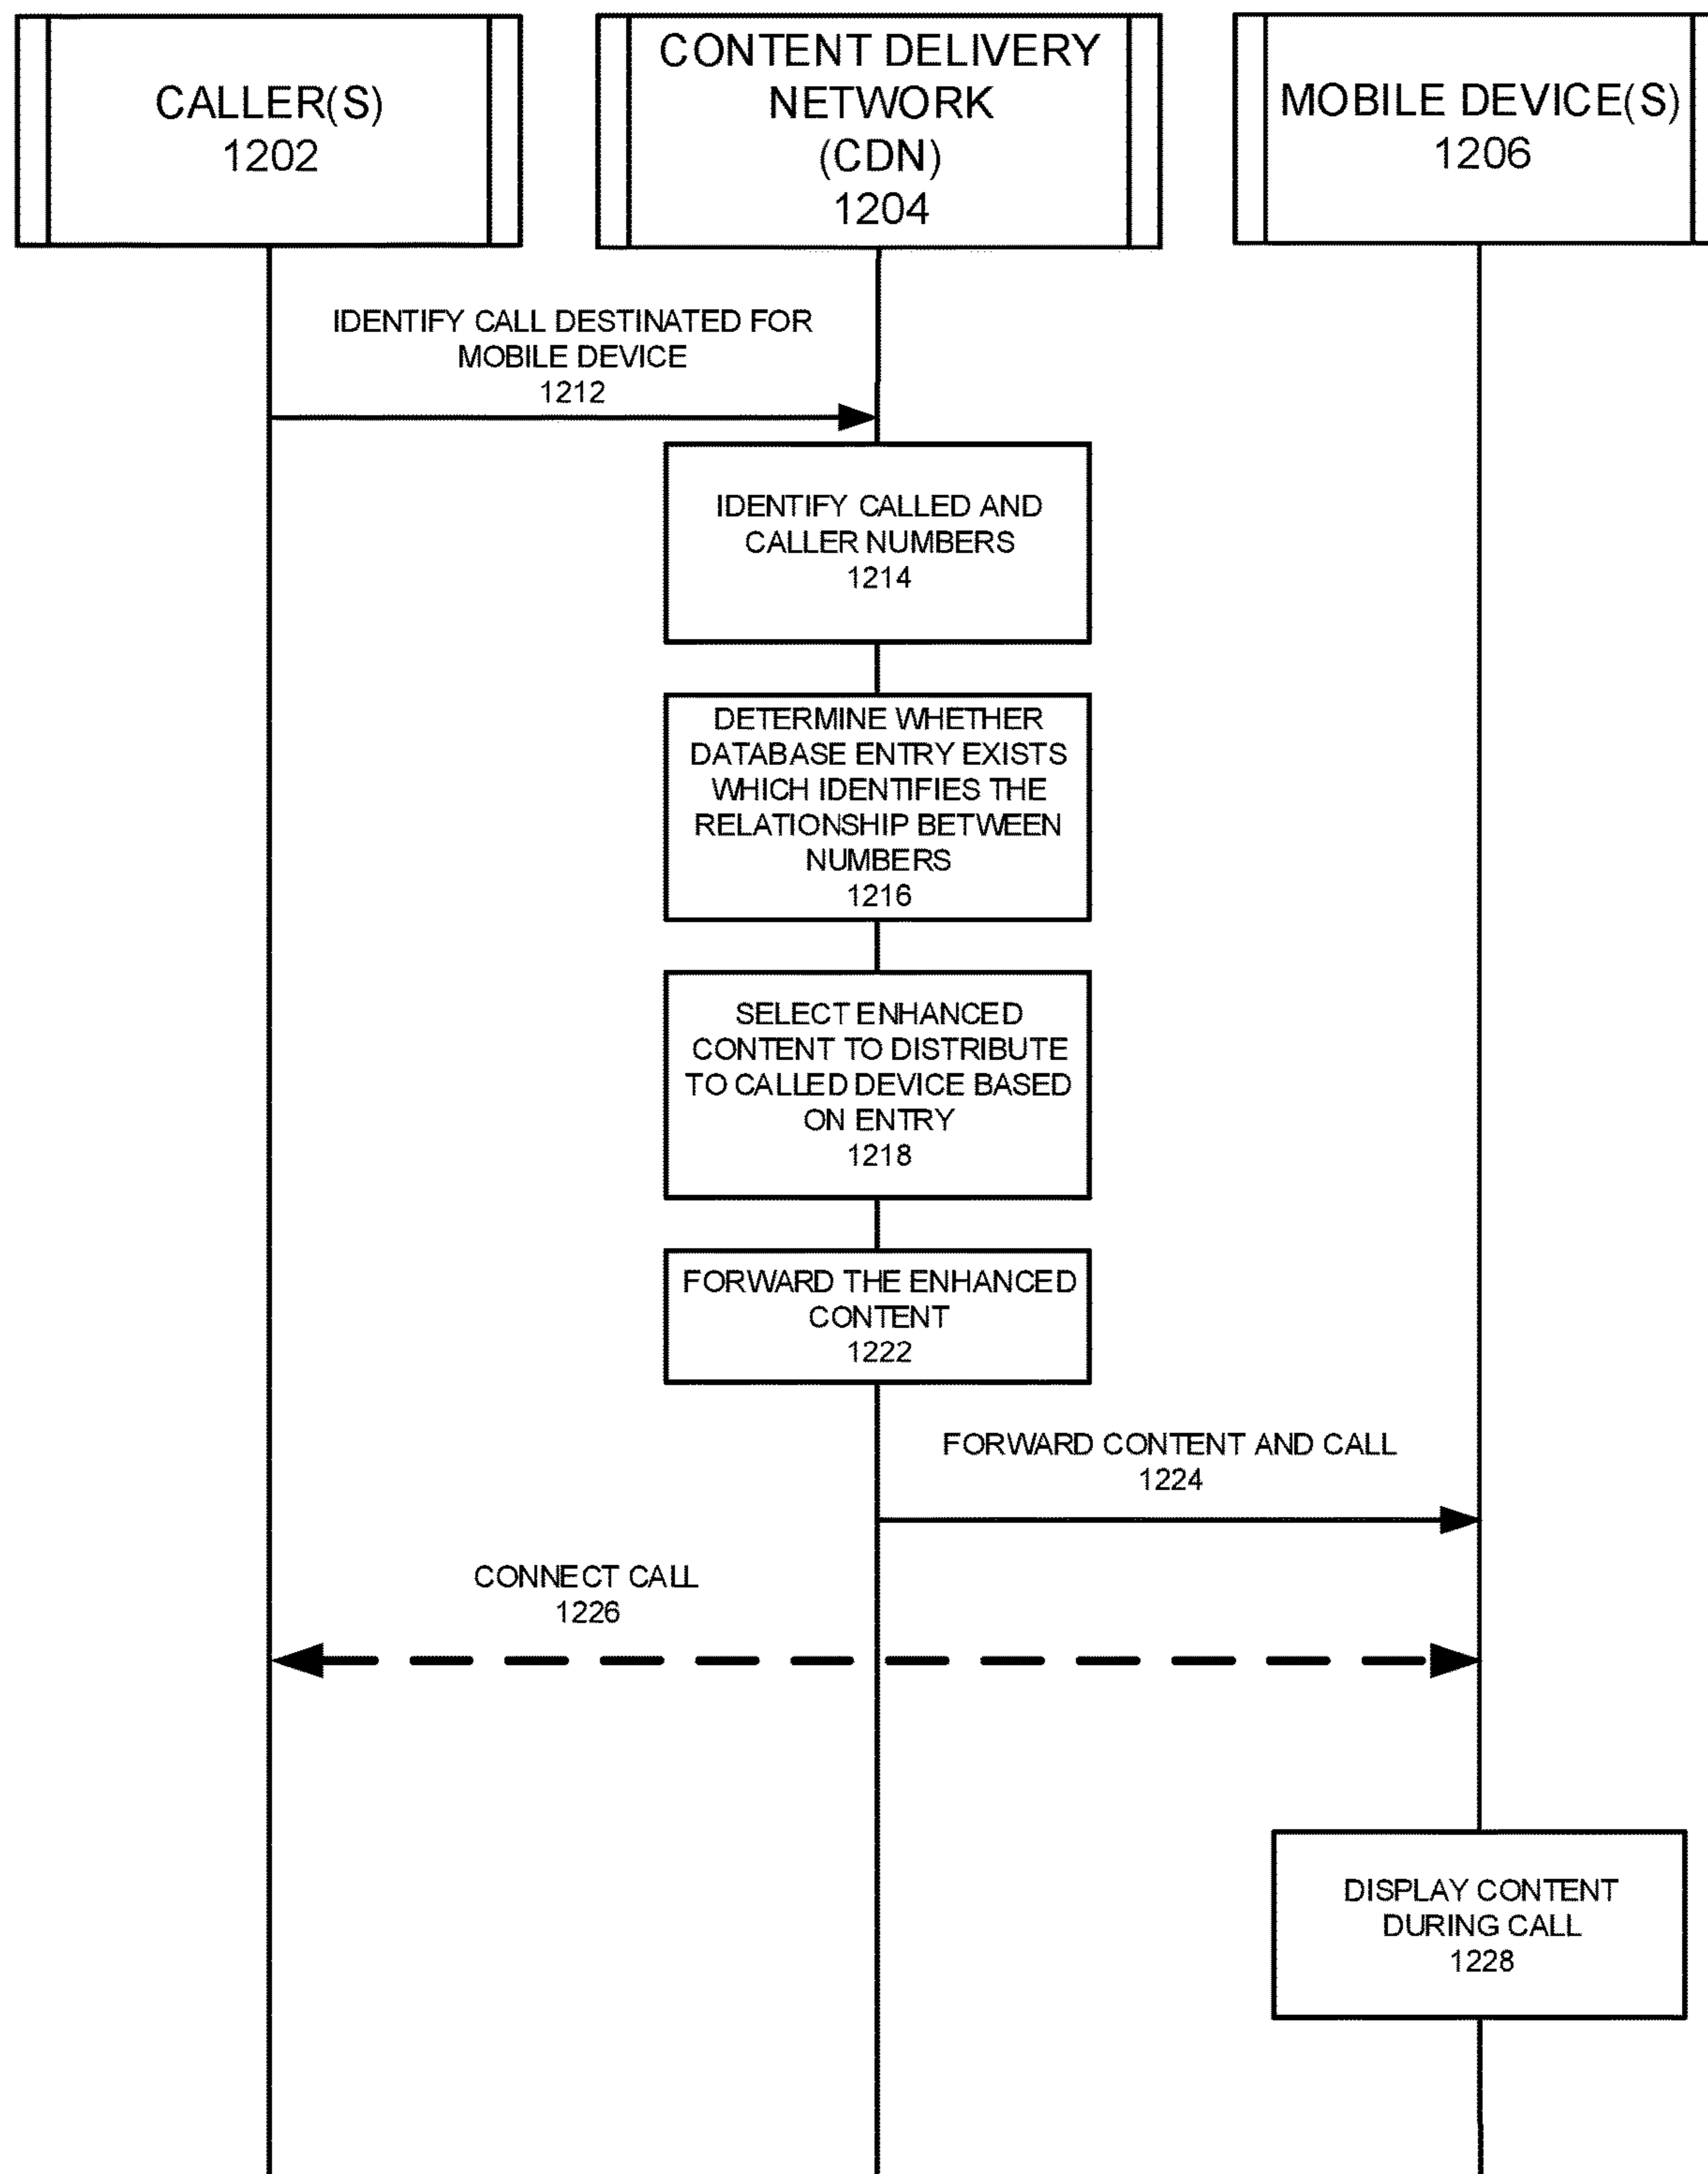 CALLER(S)
1202
CONTENT DELIVERY
NETWORK
(CDN)
1204
MOBILE DEVICE(S)
1206
IDENTIFY CALL DESTINATED FOR
MOBILE DEVICE
1212
IDENTIFY CALLED AND
CALLER NUMBERS
1214
DETERMINE WHETHER
DATABASE ENTRY EXISTS
WHICH IDENTIFIES THE
RELATIONSHIP BETWEEN
NUMBERS
1216
SELECT ENHANCED
CONTENT TO DISTRIBUTE
TO CALLED DEVICE BASED
ON ENTRY
1218
FORWARD THE ENHANCED
CONTENT
1222
FORWARD CONTENT AND CALL
1224
CONNECT CALL
1226
DISPLAY CONTENT
DURING CALL
1228